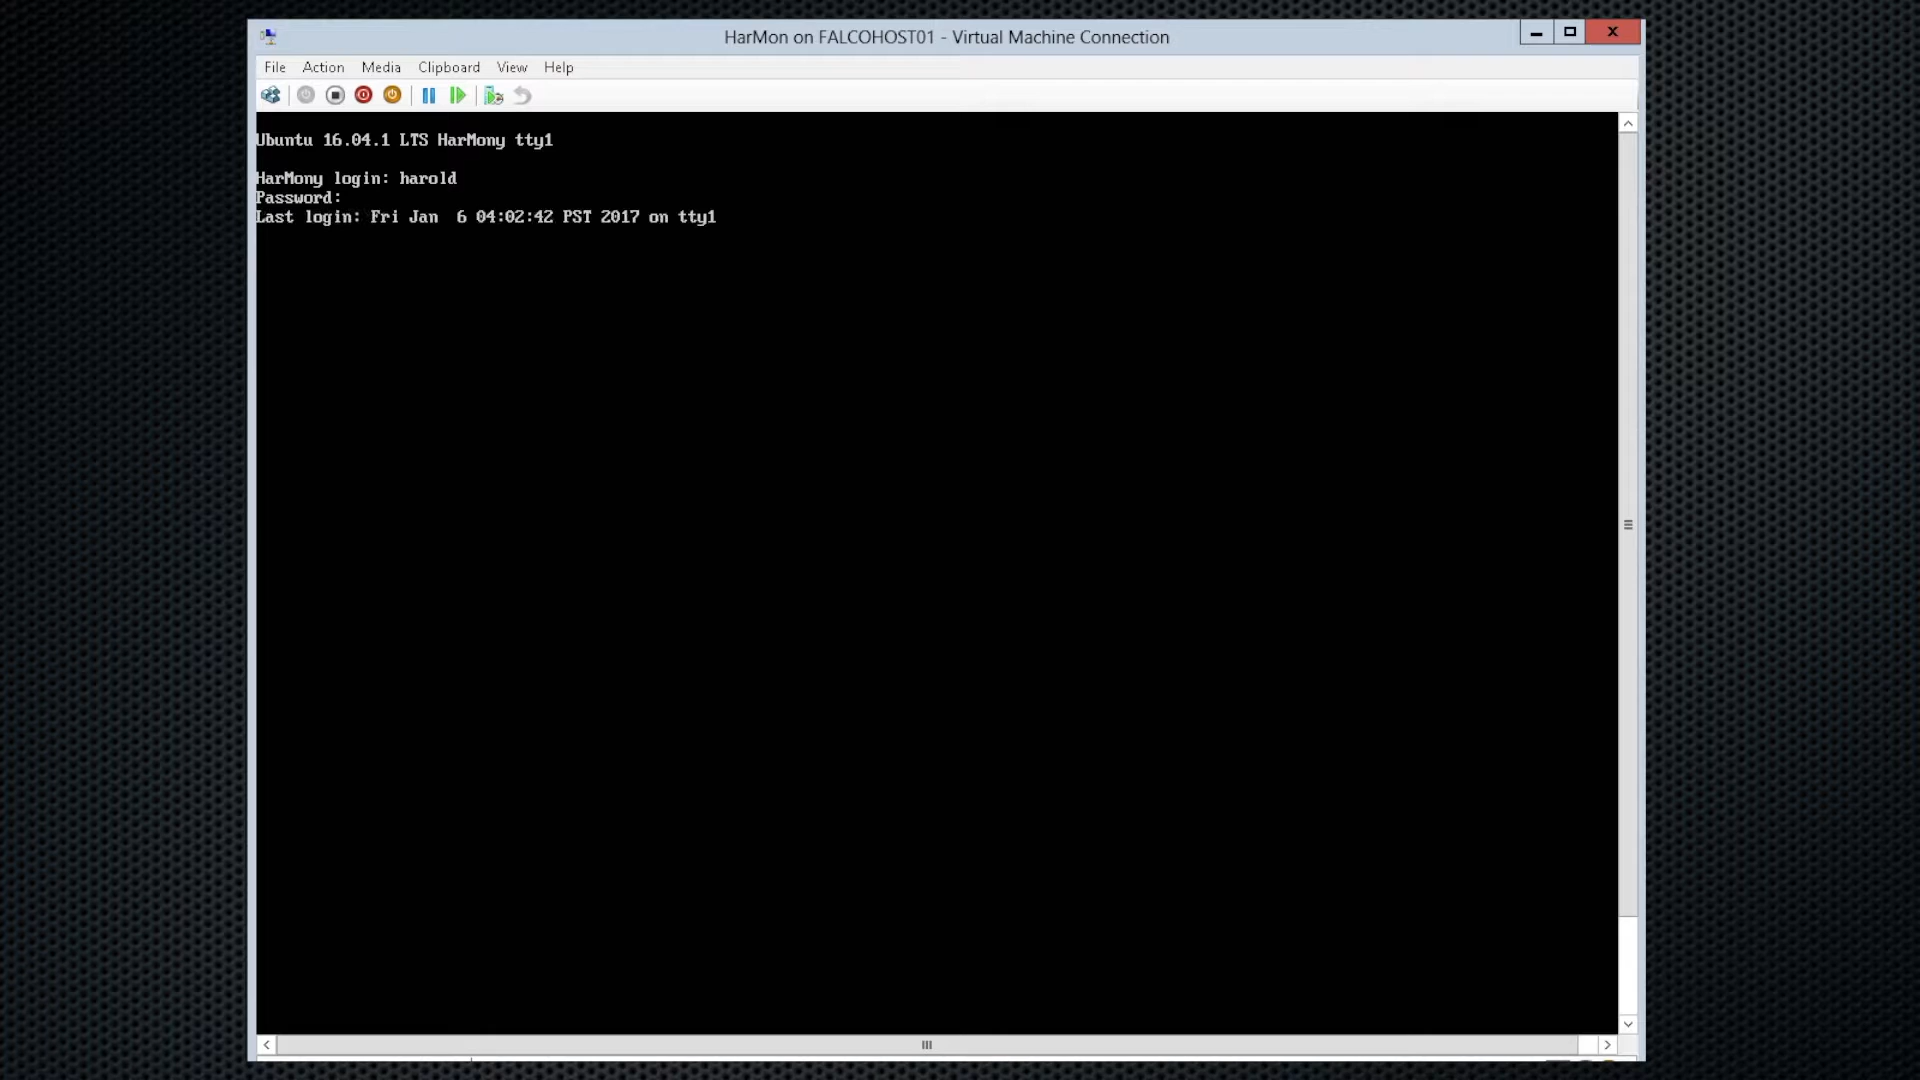 HarMon on FALCOHOST01 - Virtual Machine Connection
File Action Media Clipboard View Help
Ubuntu 16.04.1 LTS HarMony tty1
HarMony login: harold
Password:
Last login: Fri Jan  6 04:02:42 PST 2017 on tty1